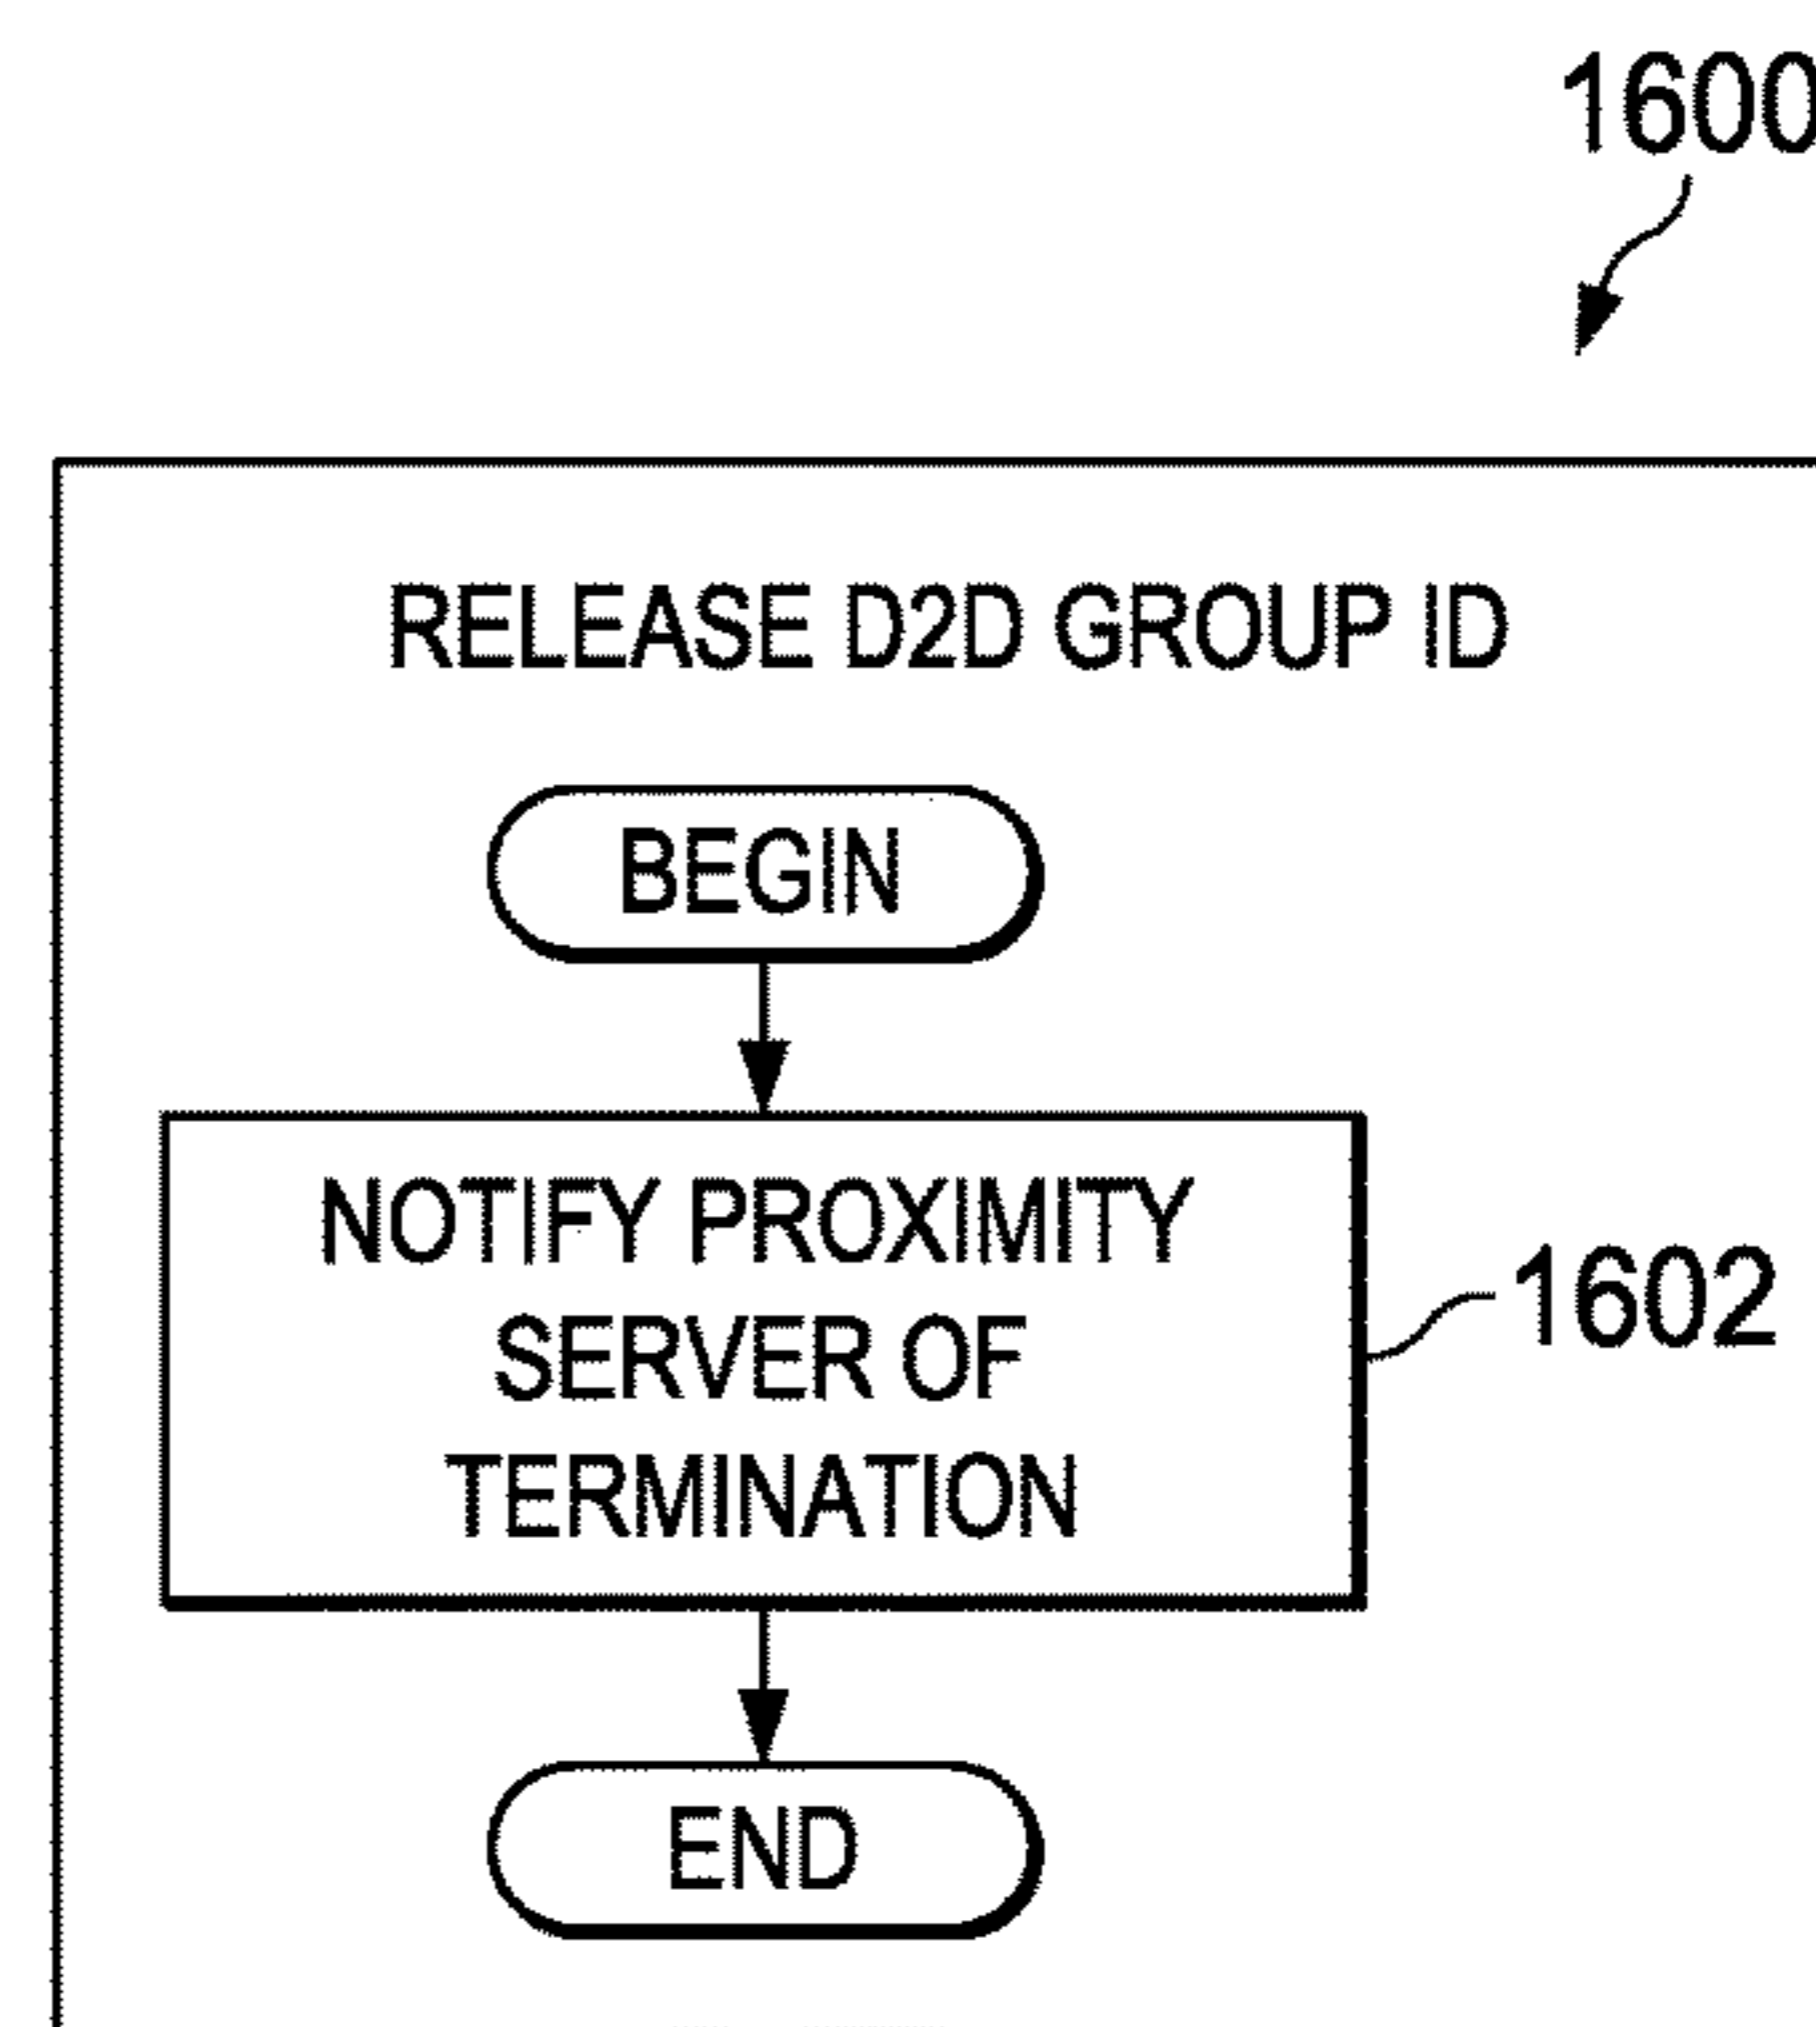 1600
RELEASE D2D GROUP ID
BEGIN
NOTIFY PROXIMITY
SERVER OF
TERMINATION
1602
END